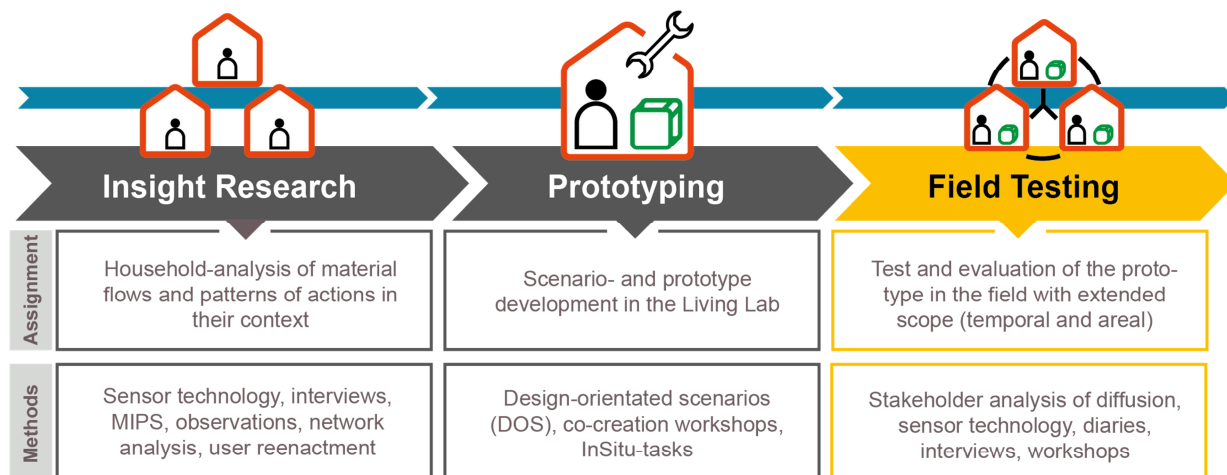 Insight Research
Prototyping
Field Testing
Assignment
Household-analysis of material
flows and patterns of actions in
their context
Scenario- and prototype
development in the Living Lab
Test and evaluation of the proto-
type in the field with extended
scope (temporal and areal)
Methods
Sensor technology, interviews,
MIPS, observations, network
analysis, user reenactment
Design-orientated scenarios
(DOS), co-creation workshops,
InSitu-tasks
Stakeholder analysis of diffusion,
sensor technology, diaries,
interviews, workshops